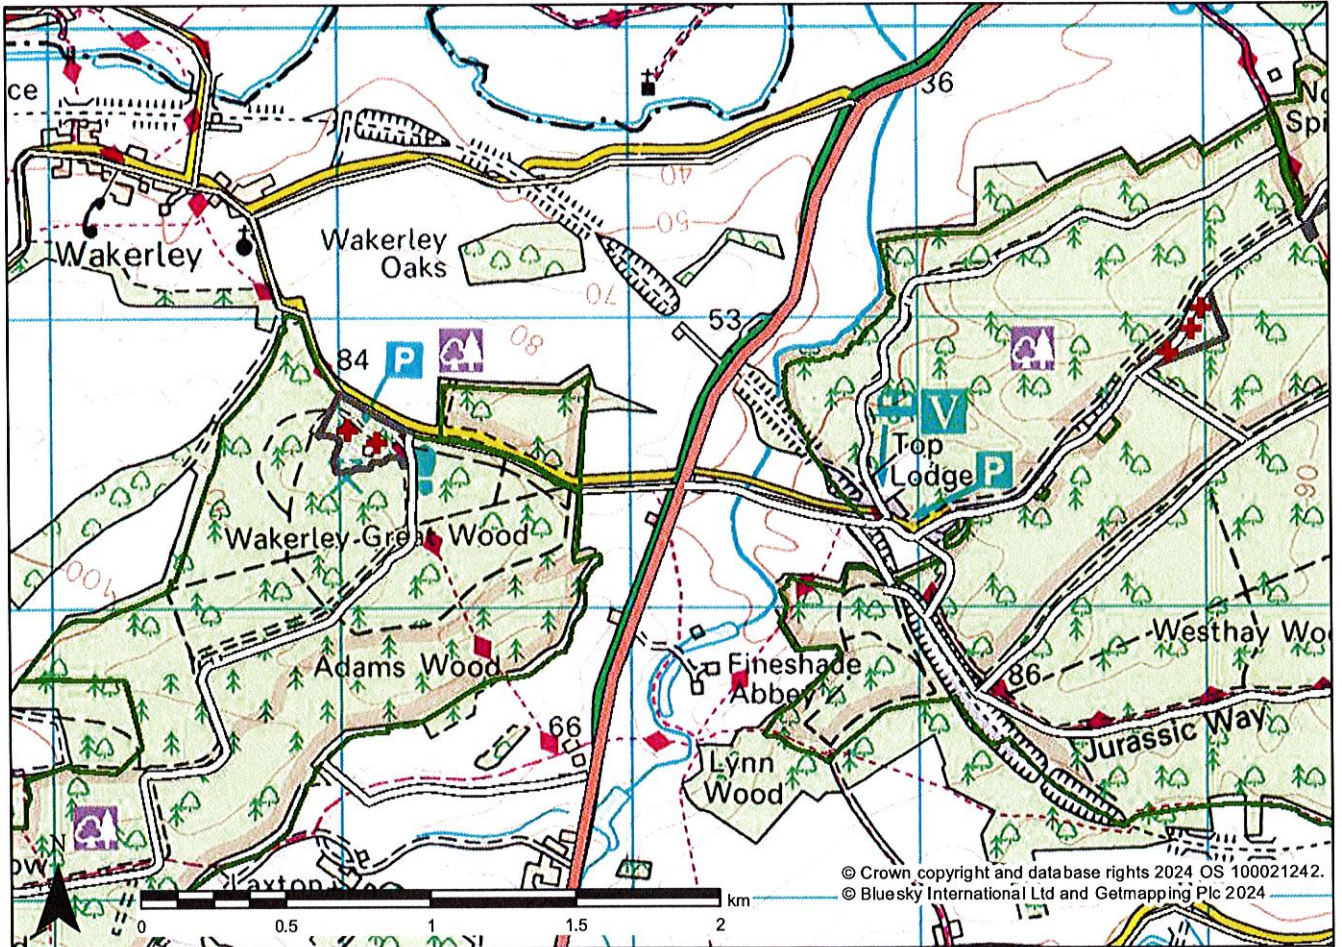 36
ce
40
50
Wakerley
Oaks
Wakerley
70
53
80
84
P
V
Top
Lodge
P
90
Wakerley Great Wood
100
Westhay Wo
Adams Wood
Fineshade
Abbey
86
66
Jurassic Way
Lynn
Wood
N
ow
Laxton
© Crown copyright and database rights 2024 OS 100021242.
© Bluesky International Ltd and Getmapping Plc 2024
km
0
0.5
1
1.5
2